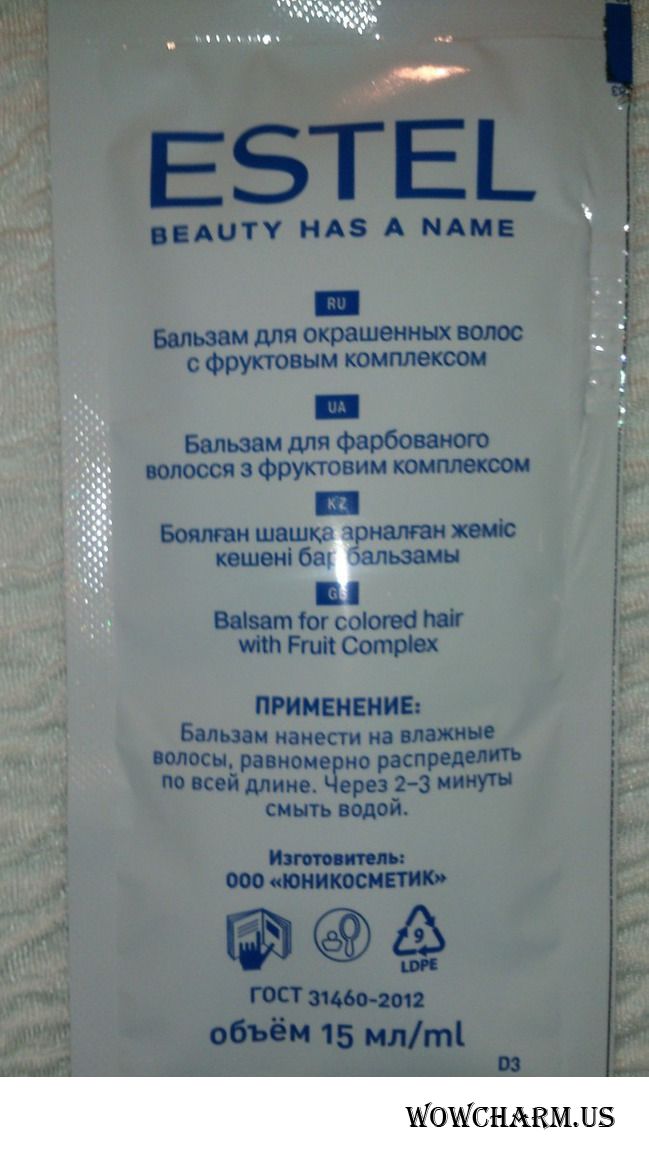 ESTEL
BEAUTY HAS A NAME
RU
Бальзам для окрашенных волос
с фруктовым комплексом
UA
Бальзам для фарбованого
волосся з фруктовим комплексом
KZ
Боялған шашқа арналған жеміс
кешені бар бальзамы
Balsam for colored hair
with Fruit Complex
ПРИМЕНЕНИЕ:
Бальзам нанести на влажные
волосы, равномерно распределить
по всей длине. Через 2–3 минуты
смыть водой.
Изготовитель:
ООО «ЮНИКОСМЕТИК»
9
LDPE
ГОСТ 31460-2012
объём 15 мл/ml
D3
WOWCHARM.US